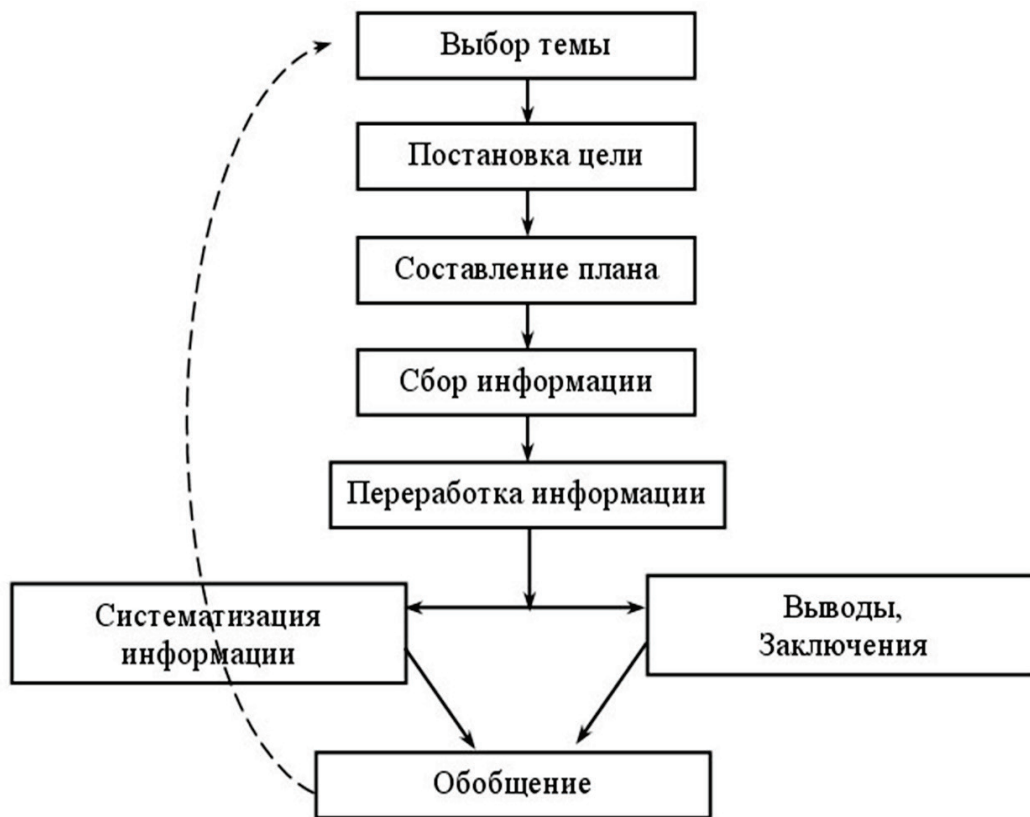 Выбор темы
Постановка цели
Составление плана
Сбор информации
Переработка информации
Систематизация
информации
Выводы,
Заключения
Обобщение